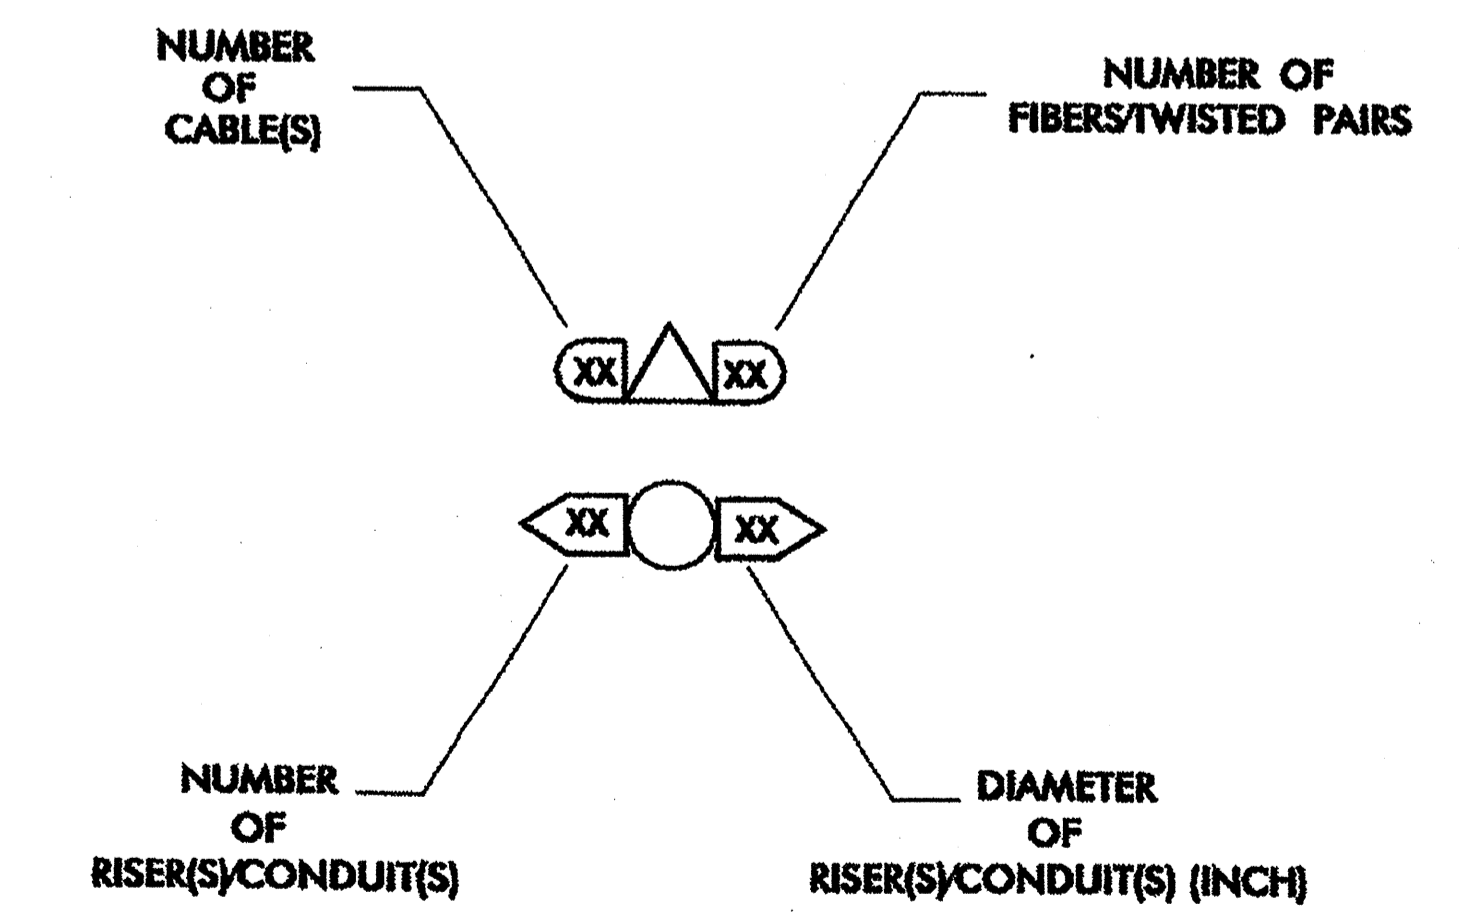 NUMBER
OF
CABLE(S)
NUMBER OF
FIBERS/TWISTED PAIRS
XX XX
XX XX
NUMBER
OF
RISER(S)/CONDUIT(S)
DIAMETER
OF
RISER(S)/CONDUIT(S) (INCH)